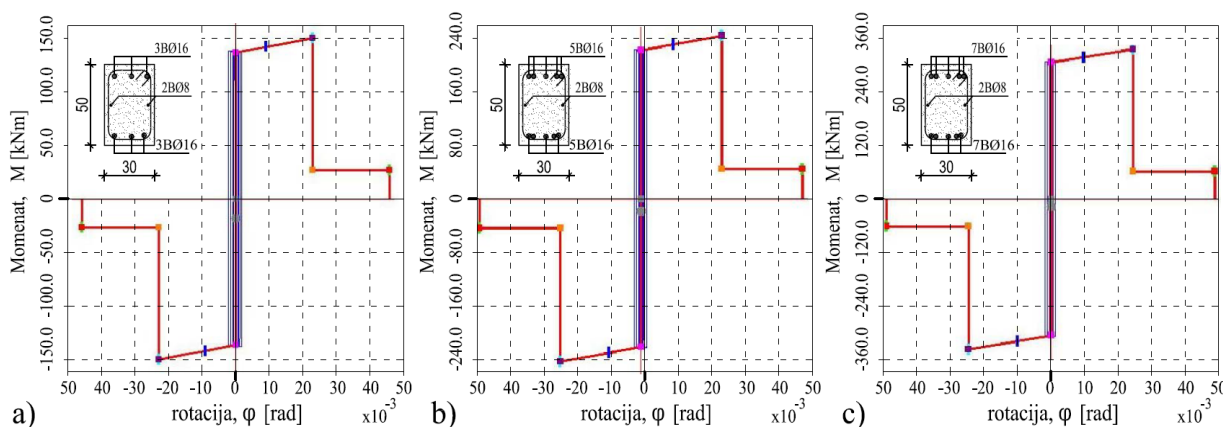 Momenat, M [kNm]
150.0
100.0
50.0
0
-50.0
-100.0
-150.0
3BØ16
2BØ8
3BØ16
50
30
50 -40 -30 -20 -10 0 10 20 30 40 50
a) rotacija, φ [rad] x10⁻³
Momenat, M [kNm]
240.0
160.0
80.0
0
-80.0
-160.0
-240.0
5BØ16
2BØ8
5BØ16
50
30
50 -40 -30 -20 -10 0 10 20 30 40 50
b) rotacija, φ [rad] x10⁻³
Momenat, M [kNm]
360.0
240.0
120.0
0
-120.0
-240.0
-360.0
7BØ16
2BØ8
7BØ16
50
30
50 -40 -30 -20 -10 0 10 20 30 40 50
c) rotacija, φ [rad] x10⁻³